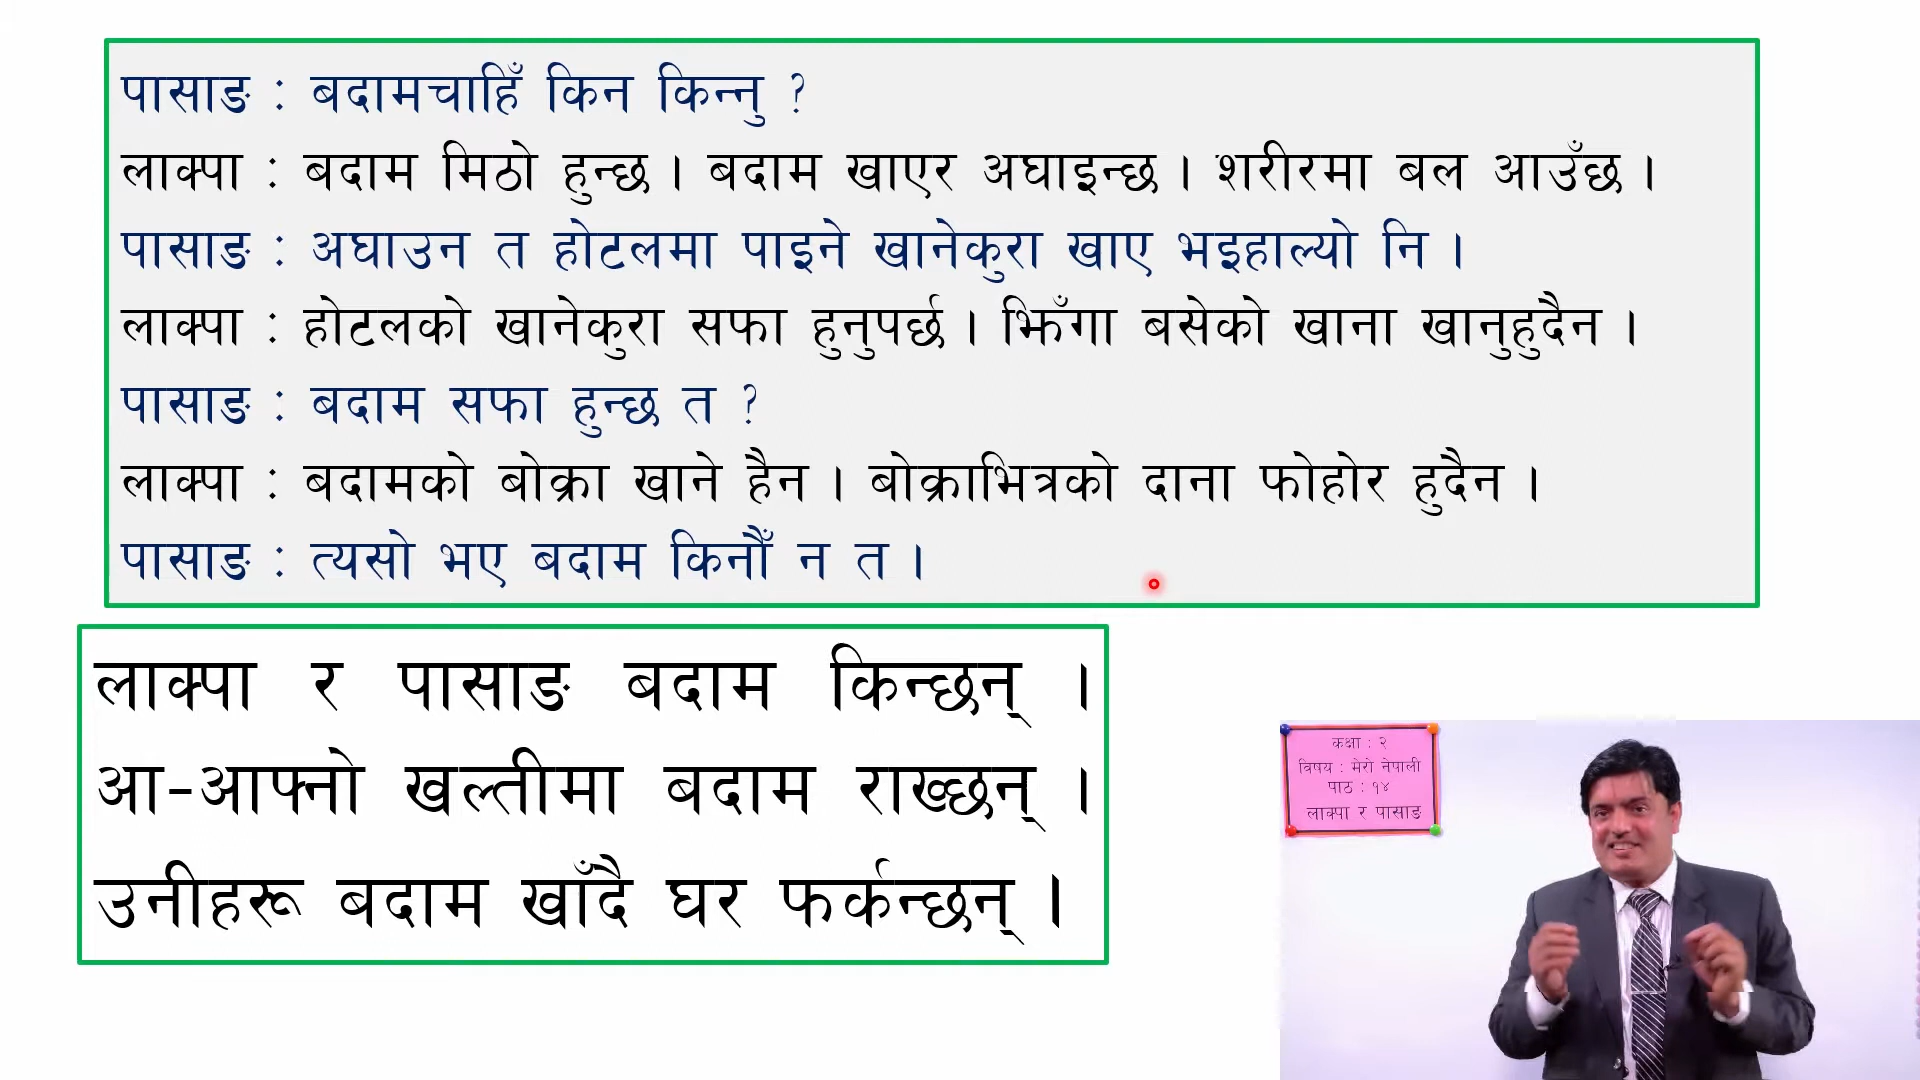 पासाङ : बदामचाहिँ किन किन्नु ?
लाक्पा : बदाम मिठो हुन्छ । बदाम खाएर अघाइन्छ । शरीरमा बल आउँछ ।
पासाङ : अघाउन त होटलमा पाइने खानेकुरा खाए भइहाल्यो नि ।
लाक्पा : होटलको खानेकुरा सफा हुनुपर्छ । झिँगा बसेको खाना खानुहुदैन ।
पासाङ : बदाम सफा हुन्छ त ?
लाक्पा : बदामको बोक्रा खाने हैन । बोक्राभित्रको दाना फोहोर हुदैन ।
पासाङ : त्यसो भए बदाम किनौँ न त ।
लाक्पा र पासाङ बदाम किन्छन् ।
आ-आफ्नो खल्तीमा बदाम राख्छन् ।
उनीहरू बदाम खाँदै घर फर्कन्छन् ।
कक्षा : २
विषय : मेरो नेपाली
पाठ : १४
लाक्पा र पासाङ